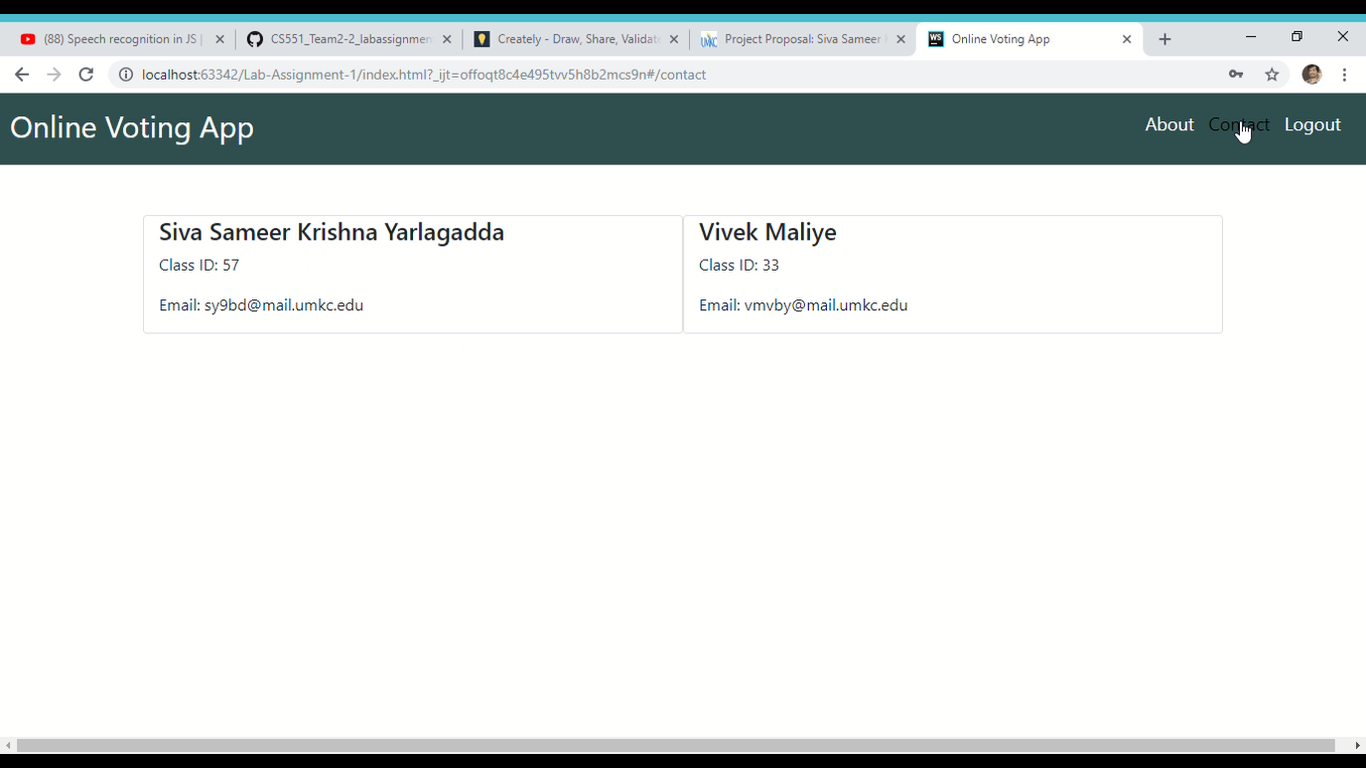 (88) Speech recognition in JS |
CS551_Team2-2_labassignmen
Creately - Draw, Share, Validat
UMKC
Project Proposal: Siva Sameer
WS
Online Voting App
localhost:63342/Lab-Assignment-1/index.html?_ijt=offoqt8c4e495tvv5h8b2mcs9n#/contact
Online Voting App
About Contact Logout
Siva Sameer Krishna Yarlagadda
Class ID: 57
Email: sy9bd@mail.umkc.edu
Vivek Maliye
Class ID: 33
Email: vmvby@mail.umkc.edu